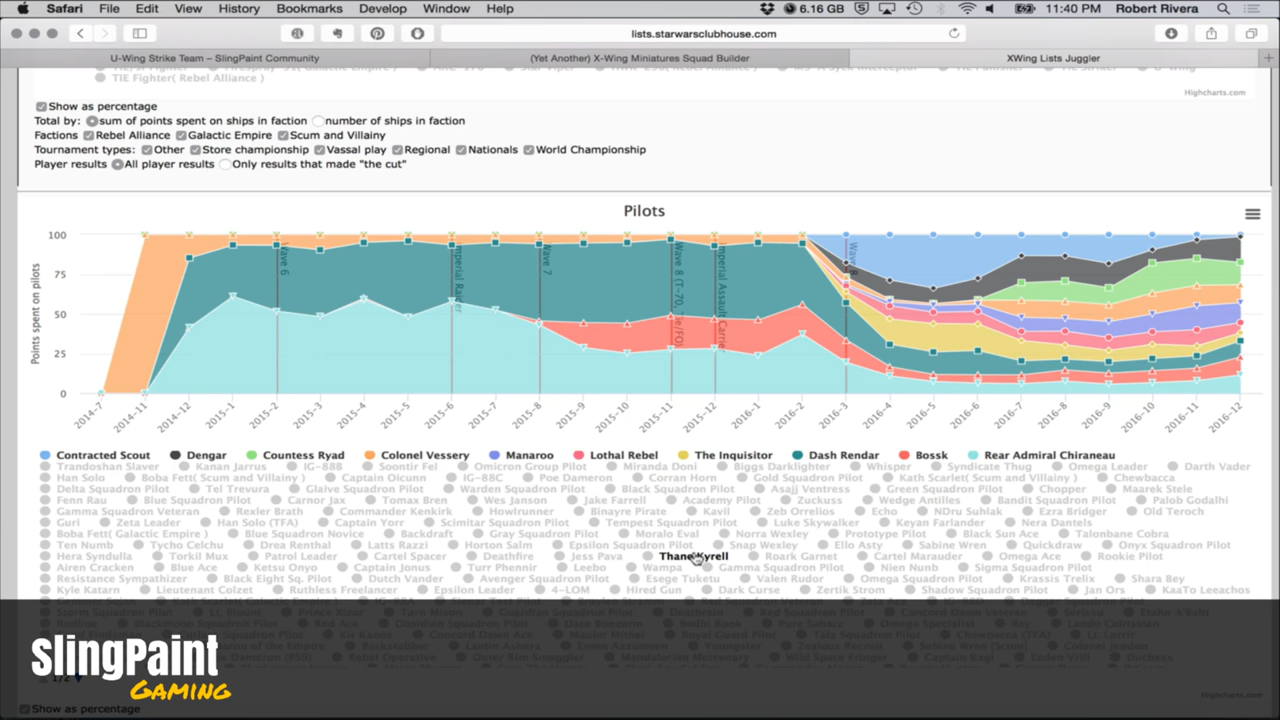 Safari File Edit View History Bookmarks Develop Window Help 6.16 GB 11:40 PM Robert Rivera
lists.starwarsclubhouse.com
U-Wing Strike Team – SlingPaint Community (Yet Another) X-Wing Miniatures Squad Builder XWing Lists Juggler
TIE Fighter( Rebel Alliance )
Highcharts.com
Show as percentage
Total by: sum of points spent on ships in faction number of ships in faction
Factions Rebel Alliance Galactic Empire Scum and Villainy
Tournament types: Other Store championship Vassal play Regional Nationals World Championship
Player results All player results Only results that made "the cut"
Pilots
Points spent on pilots
100
75
50
25
0
Wave 6
Imperial Raider
Wave 7
Wave 8 (T-70, Tie/FO)
Imperial Assault Carrier
Wave 8
2014-7 2014-11 2014-12 2015-1 2015-2 2015-3 2015-4 2015-5 2015-6 2015-7 2015-8 2015-9 2015-10 2015-11 2015-12 2016-1 2016-2 2016-3 2016-4 2016-5 2016-6 2016-7 2016-8 2016-9 2016-10 2016-11 2016-12
Contracted Scout Dengar Countess Ryad Colonel Vessery Manaroo Lothal Rebel The Inquisitor Dash Rendar Bossk Rear Admiral Chiraneau
Trandoshan Slaver Kanan Jarrus IG-88B Soontir Fel Omicron Group Pilot Miranda Doni Biggs Darklighter Whisper Syndicate Thug Omega Leader Darth Vader
Han Solo Boba Fett( Scum and Villainy ) Captain Oicunn IG-88C Poe Dameron Corran Horn Gold Squadron Pilot Kath Scarlet( Scum and Villainy ) Chewbacca
Delta Squadron Pilot Tel Trevura Glaive Squadron Pilot Warden Squadron Pilot Black Squadron Pilot Asajj Ventress Green Squadron Pilot Chopper Maarek Stele
Fenn Rau Blue Squadron Pilot Carnor Jax Tomax Bren Wes Janson Jake Farrell Academy Pilot Zuckuss Wedge Antilles Bandit Squadron Pilot Palob Godalhi
Gamma Squadron Veteran Rexler Brath Commander Kenkirk Howlrunner Binayre Pirate Kavil Zeb Orrelios Echo NDru Suhlak Ezra Bridger Old Teroch
Guri Zeta Leader Han Solo (TFA) Captain Yorr Scimitar Squadron Pilot Tempest Squadron Pilot Luke Skywalker Keyan Farlander Nera Dantels
Boba Fett( Galactic Empire ) Blue Squadron Novice Backdraft Gray Squadron Pilot Moralo Eval Norra Wexley Prototype Pilot Black Sun Ace Talonbane Cobra
Ten Numb Tycho Celchu Drea Renthal Latts Razzi Horton Salm Epsilon Squadron Pilot Snap Wexley Ello Asty Sabine Wren Quickdraw Onyx Squadron Pilot
Hera Syndulla Torkil Mux Patrol Leader Cartel Spacer Deathfire Jess Pava Thane Kyrell Roark Garnet Cartel Marauder Omega Ace Rookie Pilot
Airen Cracken Blue Ace Ketsu Onyo Captain Jonus Turr Phennir Leebo Wampa Gamma Squadron Pilot Nien Nunb Sigma Squadron Pilot
Resistance Sympathizer Black Eight Sq. Pilot Dutch Vander Avenger Squadron Pilot Esege Tuketu Valen Rudor Omega Squadron Pilot Krassis Trelix Shara Bey
Kyle Katarn Lieutenant Colzet Ruthless Freelancer Epsilon Leader 4-LOM Hired Gun Dark Curse Zertik Strom Shadow Squadron Pilot Jan Ors KaaTo Leeachos
SlingPaint
GAMING
1/2
Highcharts.com
Show as percentage